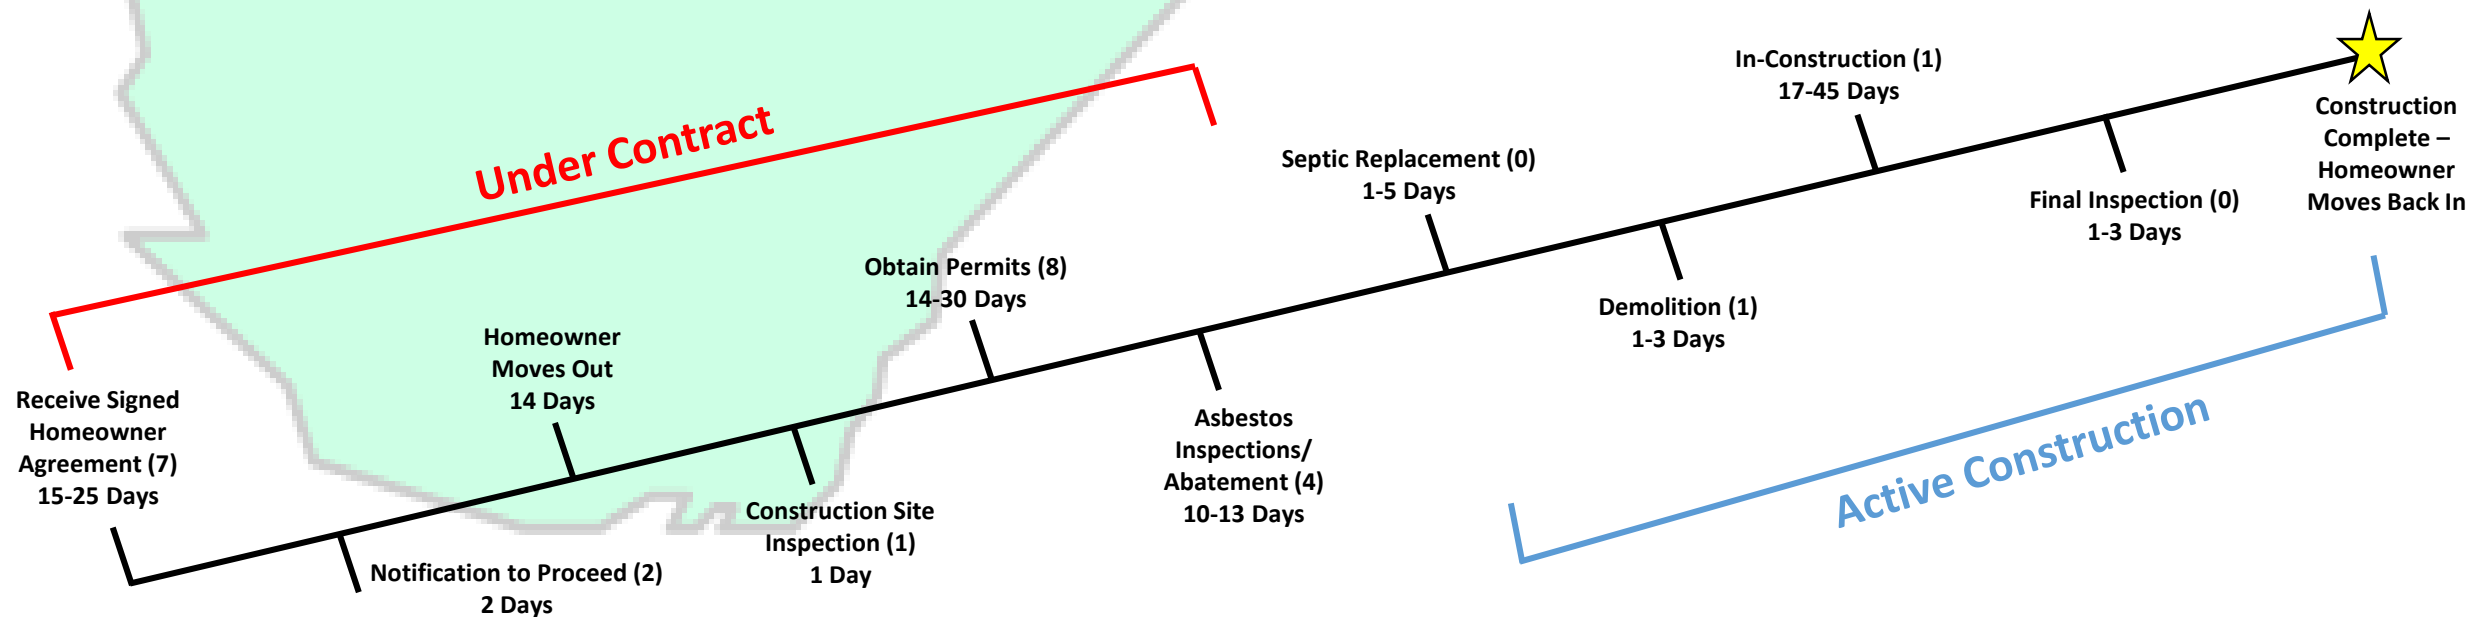 Under Contract
Receive Signed
Homeowner
Agreement (7)
15-25 Days
Notification to Proceed (2)
2 Days
Homeowner
Moves Out
14 Days
Construction Site
Inspection (1)
1 Day
Obtain Permits (8)
14-30 Days
Asbestos
Inspections/
Abatement (4)
10-13 Days
Septic Replacement (0)
1-5 Days
Demolition (1)
1-3 Days
In-Construction (1)
17-45 Days
Final Inspection (0)
1-3 Days
Construction
Complete –
Homeowner
Moves Back In
Active Construction